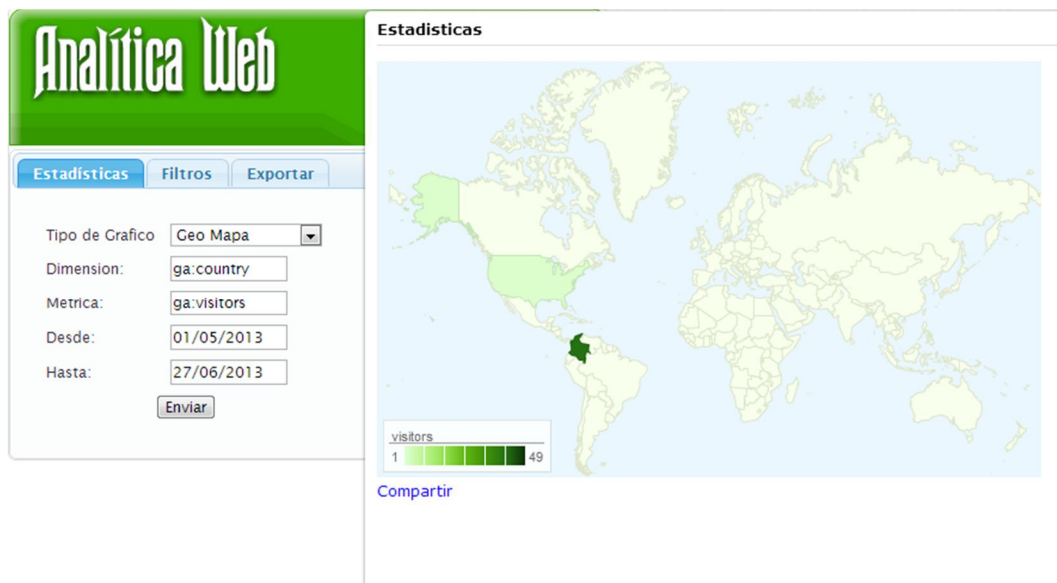 Analítica Web
Estadísticas
Filtros
Exportar
Tipo de Grafico
Geo Mapa
Dimension:
ga:country
Metrica:
ga:visitors
Desde:
01/05/2013
Hasta:
27/06/2013
Enviar
Estadisticas
visitors
1
49
Compartir